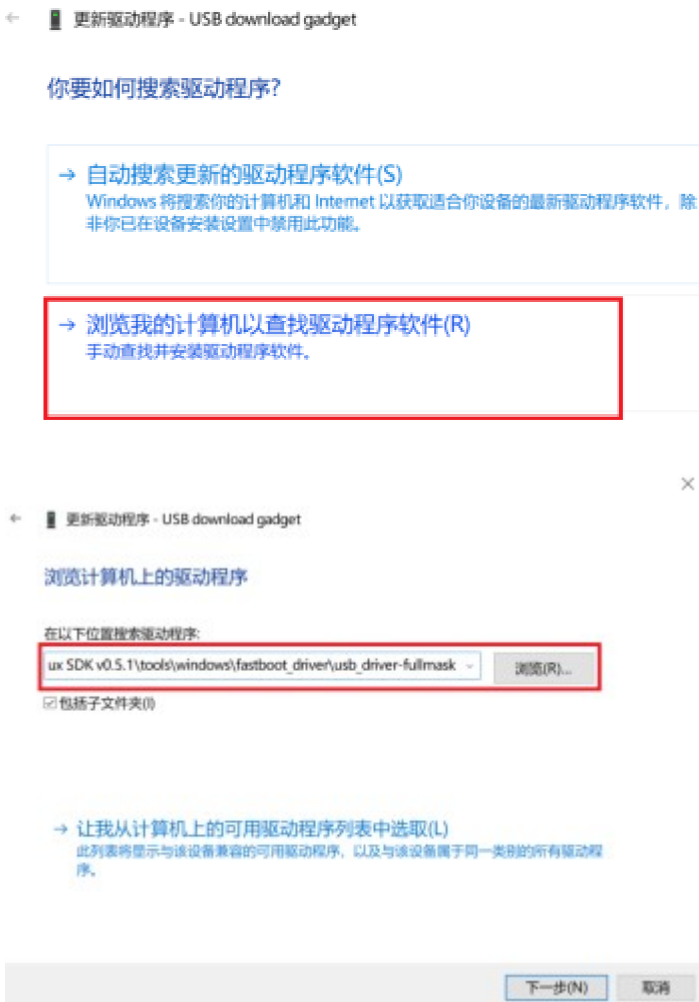 更新驱动程序 - USB download gadget
你要如何搜索驱动程序?
→ 自动搜索更新的驱动程序软件(S)
Windows 将搜索你的计算机和 Internet 以获取适合你设备的最新驱动程序软件，除
非你已在设备安装设置中禁用此功能。
→ 浏览我的计算机以查找驱动程序软件(R)
手动查找并安装驱动程序软件。
更新驱动程序 - USB download gadget
浏览计算机上的驱动程序
在以下位置搜索驱动程序:
ux SDK v0.5.1\tools\windows\fastboot_driver\usb_driver-fullmask
浏览(R)...
包括子文件夹(I)
→ 让我从计算机上的可用驱动程序列表中选取(L)
此列表将显示与该设备兼容的可用驱动程序，以及与该设备属于同一类别的所有驱动程
序。
下一步(N) 取消